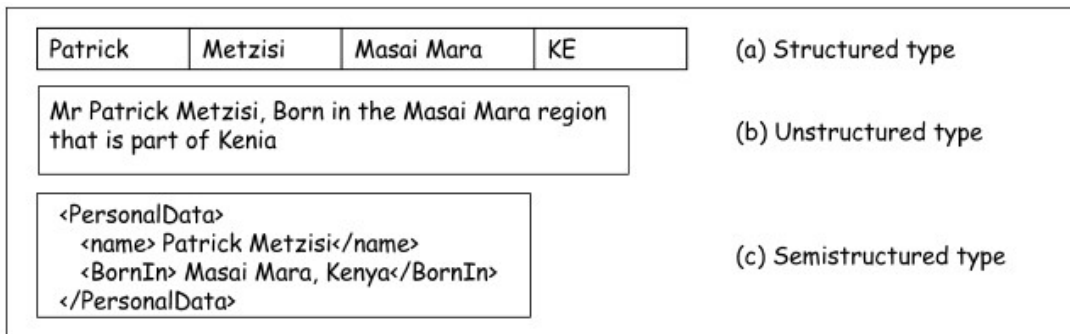 Patrick Metzisi Masai Mara KE (a) Structured type
Mr Patrick Metzisi, Born in the Masai Mara region
that is part of Kenia
(b) Unstructured type
<PersonalData>
<name> Patrick Metzisi</name>
<BornIn> Masai Mara, Kenya</BornIn>
</PersonalData>
(c) Semistructured type